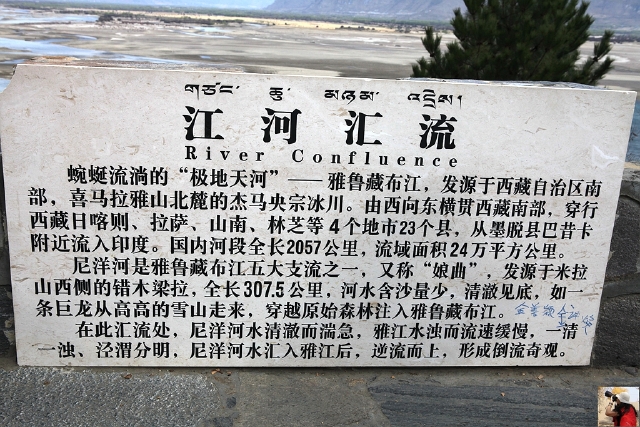 གཙང་ ཆུ་ མཉམ་ འདྲེས།
江河汇流
River Confluence
蜿蜒流淌的“极地天河”——雅鲁藏布江，发源于西藏自治区南
部，喜马拉雅山北麓的杰马央宗冰川。由西向东横贯西藏南部，穿行
西藏日喀则、拉萨、山南、林芝等4个地市23个县，从墨脱县巴昔卡
附近流入印度。国内河段全长2057公里，流域面积24万平方公里。
尼洋河是雅鲁藏布江五大支流之一，又称“娘曲”，发源于米拉
山西侧的错木梁拉，全长307.5公里，河水含沙量少，清澈见底，如一
条巨龙从高高的雪山走来，穿越原始森林注入雅鲁藏布江。
在此汇流处，尼洋河水清澈而湍急，雅江水浊而流速缓慢，一清
一浊、泾渭分明，尼洋河水汇入雅江后，逆流而上，形成倒流奇观。